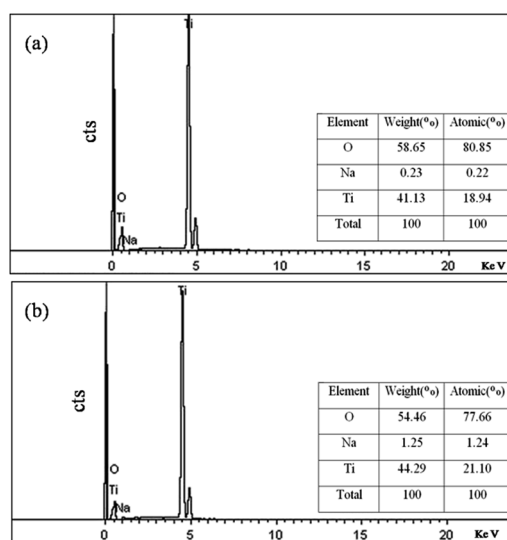 (a)
Ti
cts
Element Weight(%) Atomic(%)
O 58.65 80.85
Na 0.23 0.22
Ti 41.13 18.94
Total 100 100
O
Ti
Na
0 5 10 15 20 Ke V
(b)
Ti
cts
Element Weight(%) Atomic(%)
O 54.46 77.66
Na 1.25 1.24
Ti 44.29 21.10
Total 100 100
O
Ti
Na
0 5 10 15 20 Ke V